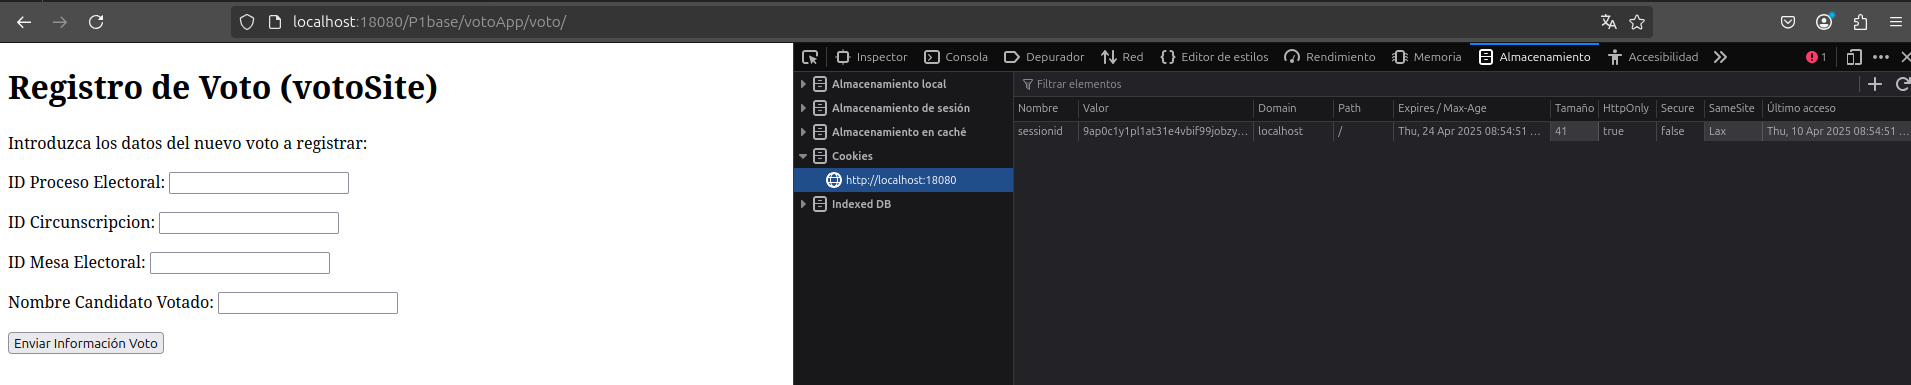 localhost:18080/P1base/votoApp/voto/
Registro de Voto (votoSite)
Introduzca los datos del nuevo voto a registrar:
ID Proceso Electoral:
ID Circunscripcion:
ID Mesa Electoral:
Nombre Candidato Votado:
Enviar Información Voto
Inspector Consola Depurador Red Editor de estilos Rendimiento Memoria Almacenamiento Accesibilidad 1
Almacenamiento local
Almacenamiento de sesión
Almacenamiento en caché
Cookies
http://localhost:18080
Indexed DB
Filtrar elementos
Nombre Valor Domain Path Expires / Max-Age Tamaño HttpOnly Secure SameSite Último acceso
sessionid 9ap0c1y1pl1at31e4vbif99jobzy... localhost / Thu, 24 Apr 2025 08:54:51 ... 41 true false Lax Thu, 10 Apr 2025 08:54:51 ...